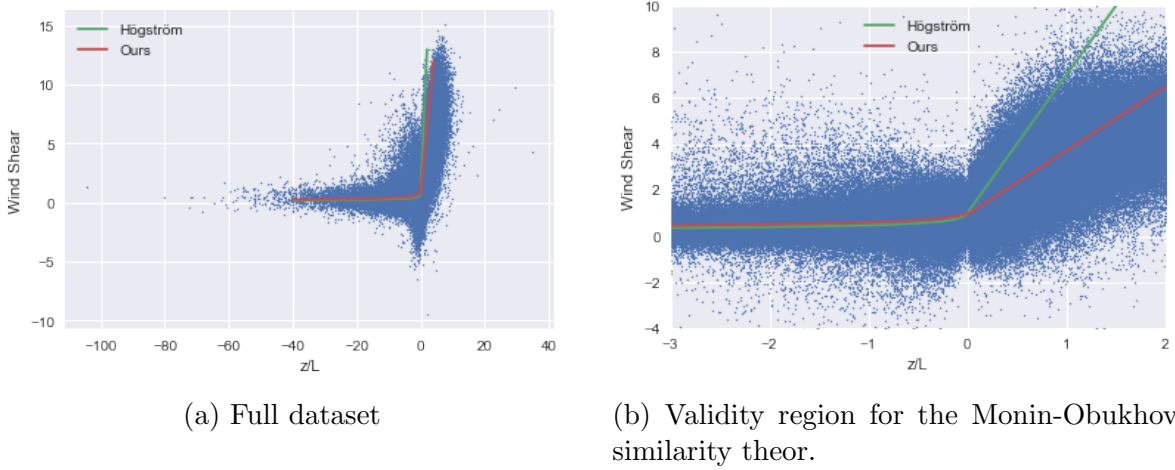 Högström
Ours
15
10
5
0
−5
−10
Wind Shear
−100
−80
−60
−40
−20
0
20
40
z/L
(a) Full dataset
Högström
Ours
10
8
6
4
2
0
−2
−4
Wind Shear
−3
−2
−1
0
1
2
z/L
(b) Validity region for the Monin-Obukhov
similarity theor.